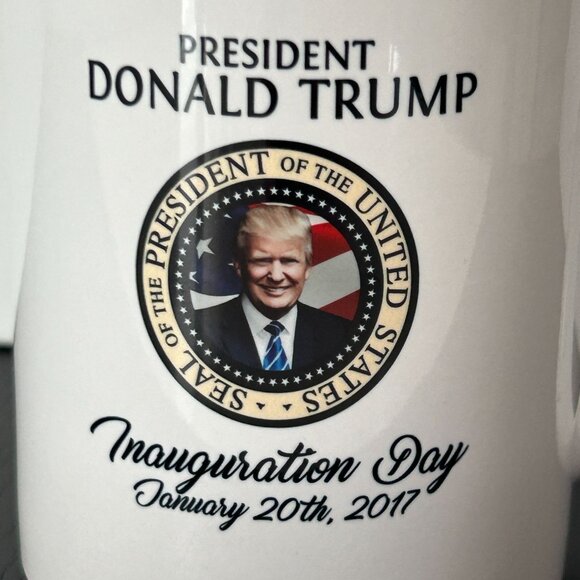 PRESIDENT
DONALD TRUMP
SEAL OF THE PRESIDENT OF THE UNITED STATES
Inauguration Day
January 20th, 2017